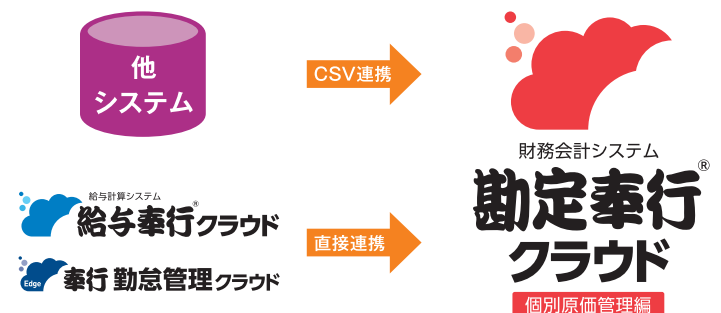 他
システム
CSV連携
財務会計システム
勘定奉行®
クラウド
個別原価管理編
給与計算システム
給与奉行®クラウド
直接連携
Edge
奉行 勤怠管理クラウド